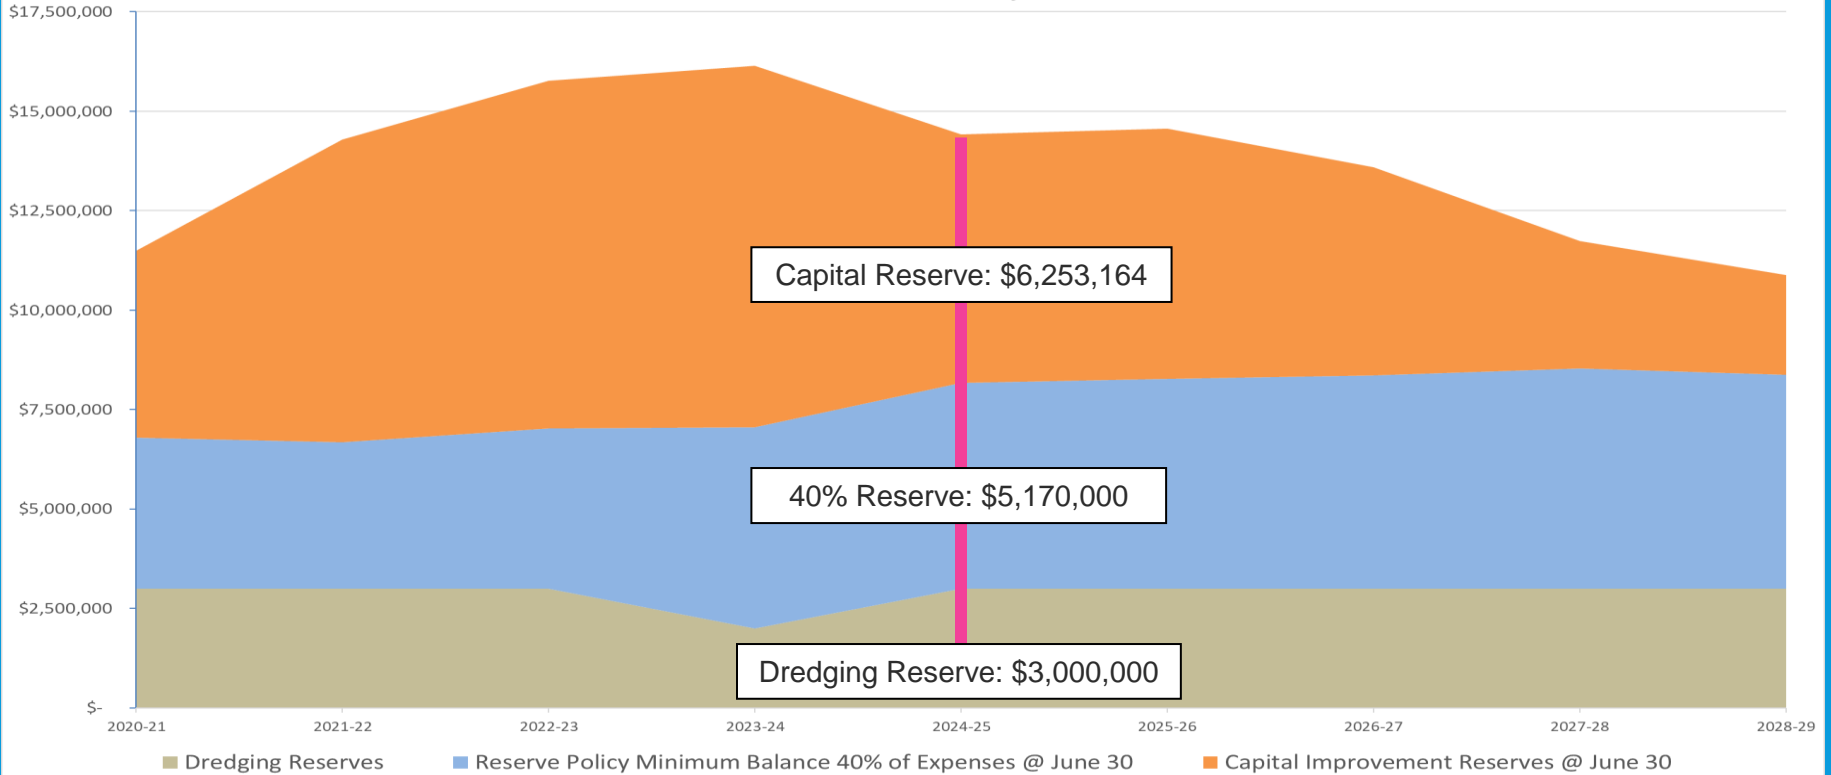 $17,500,000
$15,000,000
$12,500,000
$10,000,000
$7,500,000
$5,000,000
$2,500,000
$-
Capital Reserve: $6,253,164
40% Reserve: $5,170,000
Dredging Reserve: $3,000,000
2020-21 2021-22 2022-23 2023-24 2024-25 2025-26 2026-27 2027-28 2028-29
Dredging Reserves Reserve Policy Minimum Balance 40% of Expenses @ June 30 Capital Improvement Reserves @ June 30